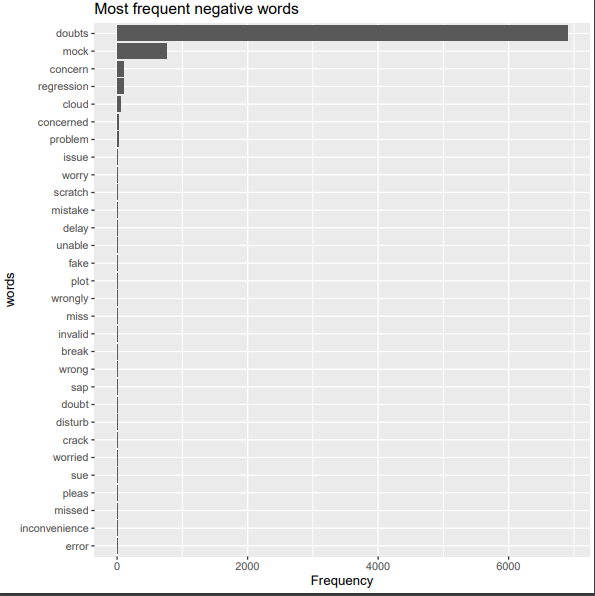 Most frequent negative words
doubts
mock
concern
regression
cloud
concerned
problem
issue
worry
scratch
mistake
delay
unable
fake
plot
wrongly
miss
invalid
break
wrong
sap
doubt
disturb
crack
worried
sue
pleas
missed
inconvenience
error
words
0 2000 4000 6000
Frequency